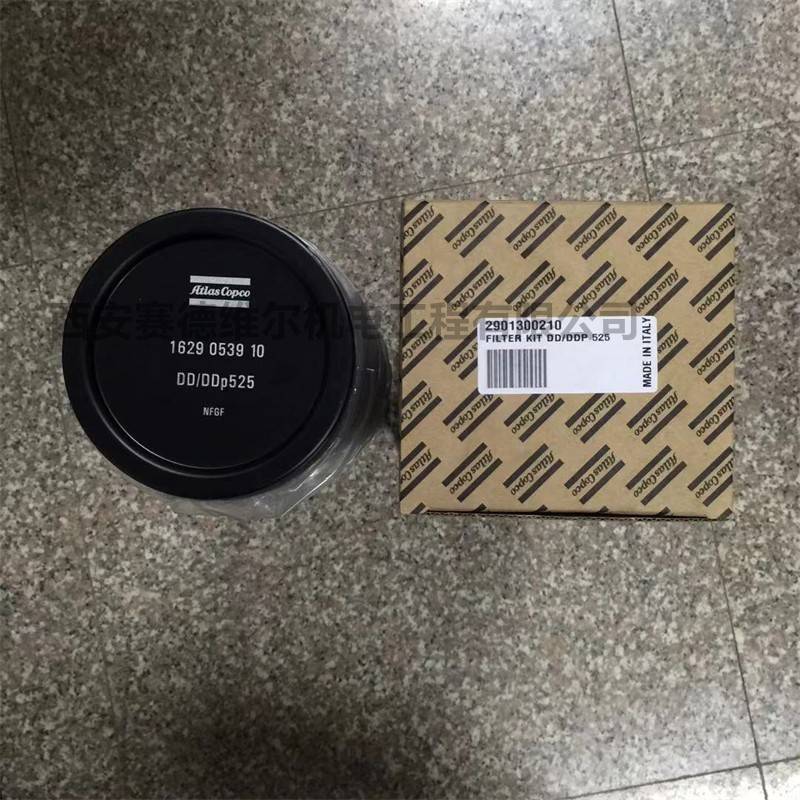 Atlas Copco
1629 0539 10
DD/DDp525
NFGF
西安赛德维尔机电工程有限公司
2901300210
FILTER KIT DD/DDP-525
MADE IN ITALY
Atlas Copco